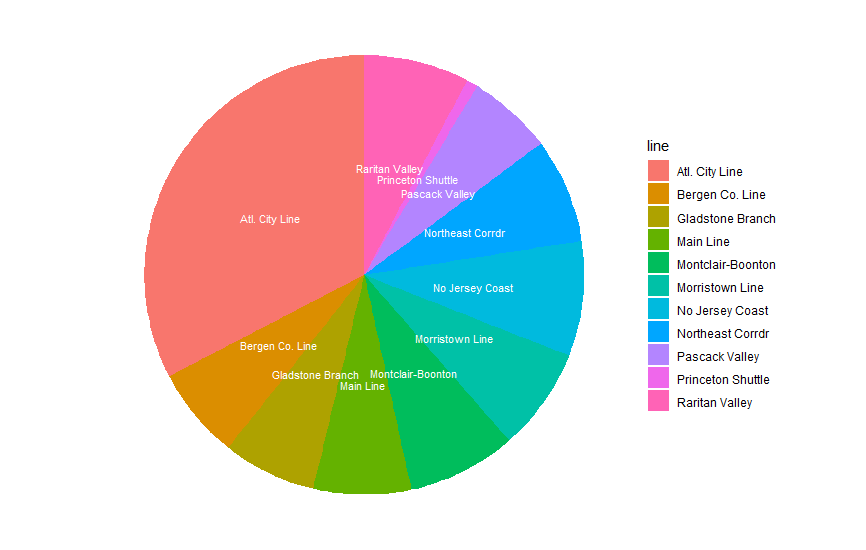 Raritan Valley
Princeton Shuttle
Pascack Valley
Atl. City Line
Northeast Corrdr
No Jersey Coast
Morristown Line
Bergen Co. Line
Gladstone Branch
Montclair-Boonton
Main Line
line
Atl. City Line
Bergen Co. Line
Gladstone Branch
Main Line
Montclair-Boonton
Morristown Line
No Jersey Coast
Northeast Corrdr
Pascack Valley
Princeton Shuttle
Raritan Valley